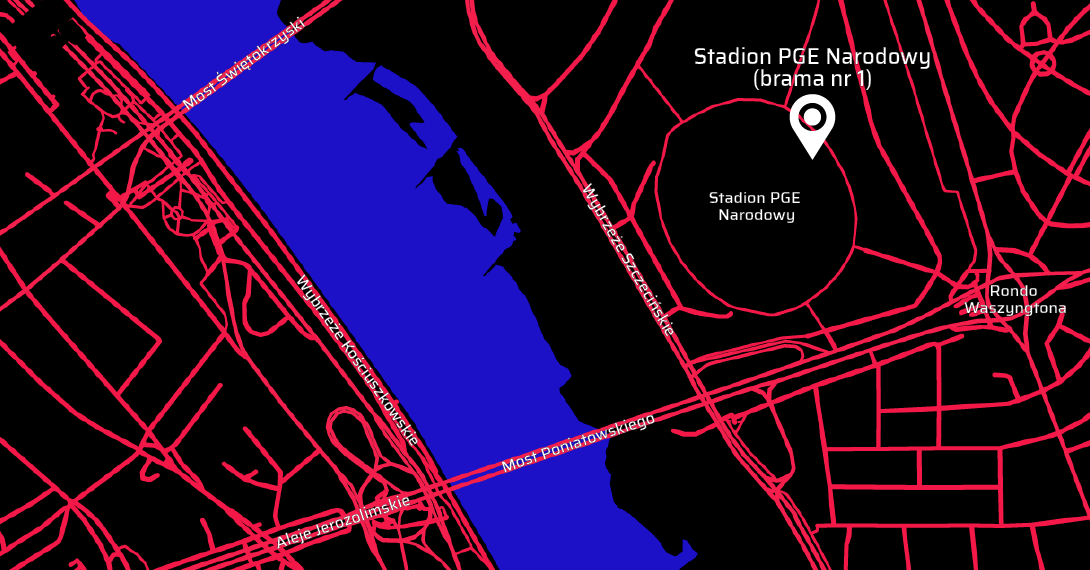 Most Świętokrzyski
Stadion PGE Narodowy
(brama nr 1)
Stadion PGE
Narodowy
Wybrzeże Szczecińskie
Wybrzeże Kościuszkowskie
Rondo
Waszyngtona
Most Poniatowskiego
Aleje Jerozolimskie